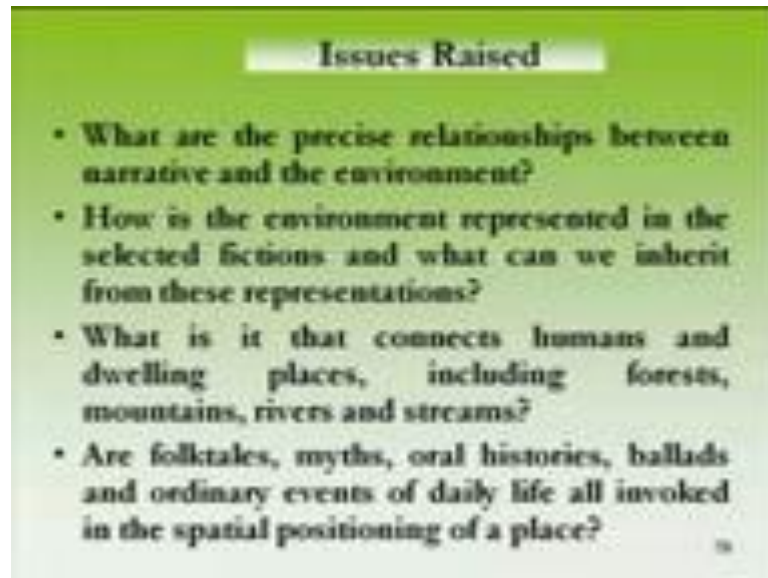 Issues Raised
• What are the precise relationships between
narrative and the environment?
• How is the environment represented in the
selected fictions and what can we inherit
from these representations?
• What is it that connects humans and
dwelling places, including forests,
mountains, rivers and streams?
• Are folktales, myths, oral histories, ballads
and ordinary events of daily life all invoked
in the spatial positioning of a place?